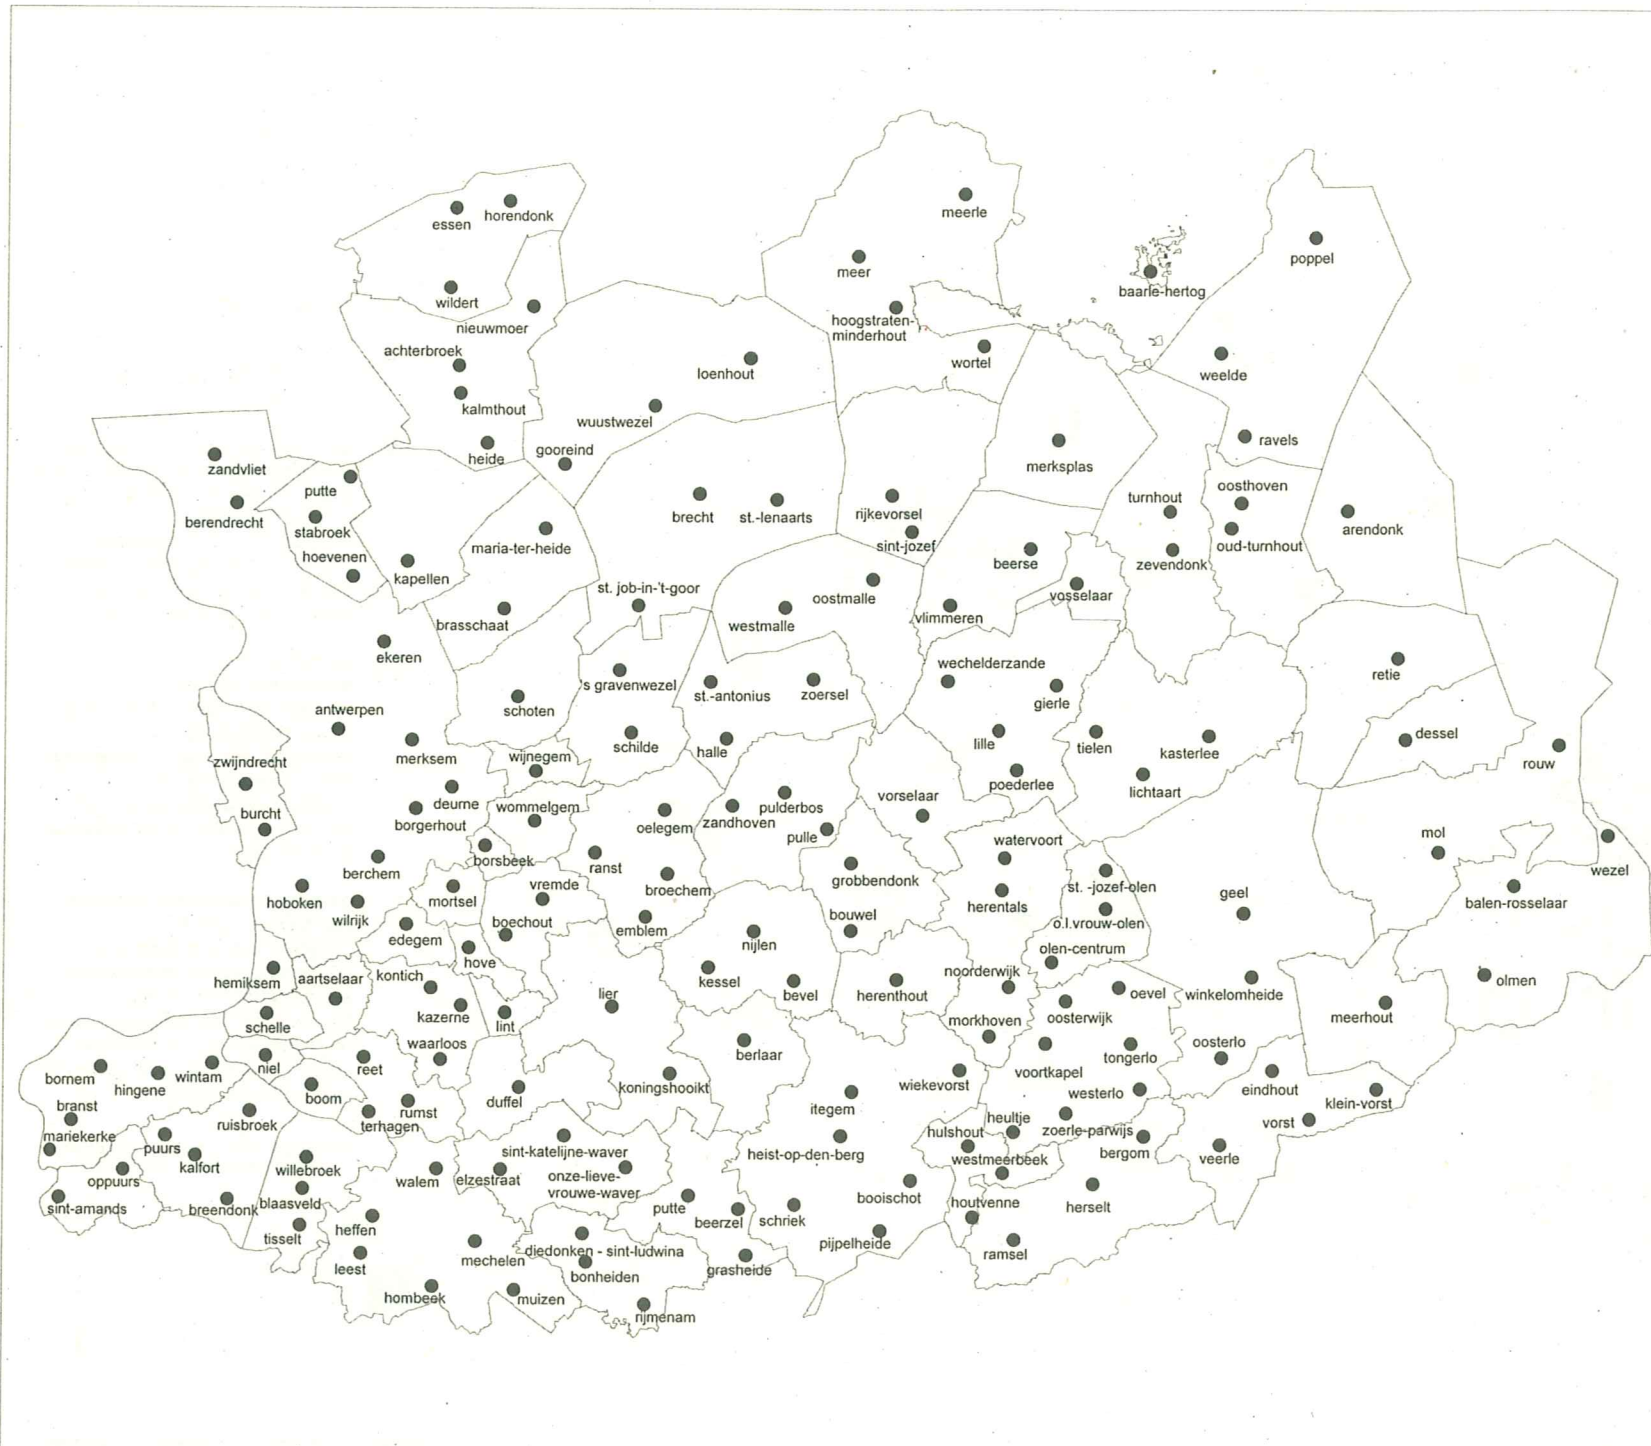 meerle
horendonk
essen
poppel
meer
baarle-hertog
wildert
nieuwmoer
hoogstraten-
minderhout
achterbroek
wortel
loenhout
weelde
kalmthout
wuustwezel
ravels
gooreind
heide
merksplas
zandvliet
putte
oosthoven
turnhout
berendrecht
stabroek
brecht
st.-lenaarts
rijkevorsel
arendonk
sint-jozef
oud-turnhout
maria-ter-heide
hoevenen
beerse
zevendonk
kapellen
st. job-in-'t-goor
oostmalle
vosselaar
brasschaat
westmalle
vlimmeren
ekeren
wechelderzande
retie
's gravenwezel
st.-antonius
zoersel
gierle
schoten
antwerpen
dessel
schilde
halle
lille
tielen
kasterlee
merksem
wijnegem
zwijndrecht
rouw
poederlee
lichtaart
deurne
wommelgem
pulderbos
vorselaar
burcht
borgerhout
oelegem
zandhoven
pulle
mol
watervoort
borsbeek
ranst
wezel
berchem
grobbendonk
st. -jozef-olen
vremde
broechem
geel
hoboken
mortsel
herentals
balen-rosselaar
wilrijk
boechout
emblem
bouwel
o.l.vrouw-olen
edegem
nijlen
olen-centrum
hove
noorderwijk
hemiksem
aartselaar
kontich
kessel
bevel
herenthout
oevel
winkelomheide
olmen
lier
kazerne
lint
oosterwijk
meerhout
schelle
morkhoven
waarloos
berlaar
oosterlo
tongerlo
voortkapel
niel
reet
bornem
hingene
wintam
koningshooikt
wiekevorst
eindhout
westerlo
boom
duffel
klein-vorst
branst
rumst
itegem
ruisbroek
terhagen
heultje
vorst
mariekerke
hulshout
zoerle-parwijs
puurs
sint-katelijne-waver
heist-op-den-berg
bergom
veerle
kalfort
westmeerbeek
willebroek
oppuurs
walem
elzestraat
onze-lieve-
vrouwe-waver
booischot
houtvenne
blaasveld
sint-amands
breendonk
putte
herselt
beerzel
schriek
heffen
tisselt
pijpelheide
diedonken - sint-ludwina
ramsel
mechelen
leest
grasheide
bonheiden
hombeek
muizen
rijmenam